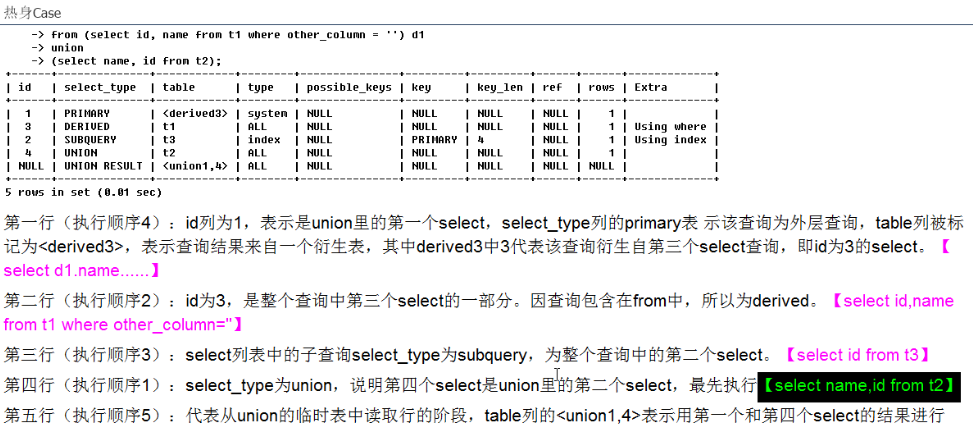 热身Case
-> from (select id, name from t1 where other_column = '') d1
-> union
-> (select name, id from t2);
| id | select_type | table | type | possible_keys | key | key_len | ref | rows | Extra |
| 1 | PRIMARY | <derived3> | system | NULL | NULL | NULL | NULL | 1 | |
| 3 | DERIVED | t1 | ALL | NULL | NULL | NULL | NULL | 1 | Using where |
| 2 | SUBQUERY | t3 | index | NULL | PRIMARY | 4 | NULL | 1 | Using index |
| 4 | UNION | t2 | ALL | NULL | NULL | NULL | NULL | 1 | |
| NULL | UNION RESULT | <union1,4> | ALL | NULL | NULL | NULL | NULL | NULL | |
5 rows in set (0.01 sec)
第一行（执行顺序4）：id列为1，表示是union里的第一个select，select_type列的primary表 示该查询为外层查询，table列被标
记为<derived3>，表示查询结果来自一个衍生表，其中derived3中3代表该查询衍生自第三个select查询，即id为3的select。【
select d1.name......】
第二行（执行顺序2）：id为3，是整个查询中第三个select的一部分。因查询包含在from中，所以为derived。【select id,name
from t1 where other_column=''】
第三行（执行顺序3）：select列表中的子查询select_type为subquery，为整个查询中的第二个select。【select id from t3】
第四行（执行顺序1）：select_type为union，说明第四个select是union里的第二个select，最先执行【select name,id from t2】
第五行（执行顺序5）：代表从union的临时表中读取行的阶段，table列的<union1,4>表示用第一个和第四个select的结果进行